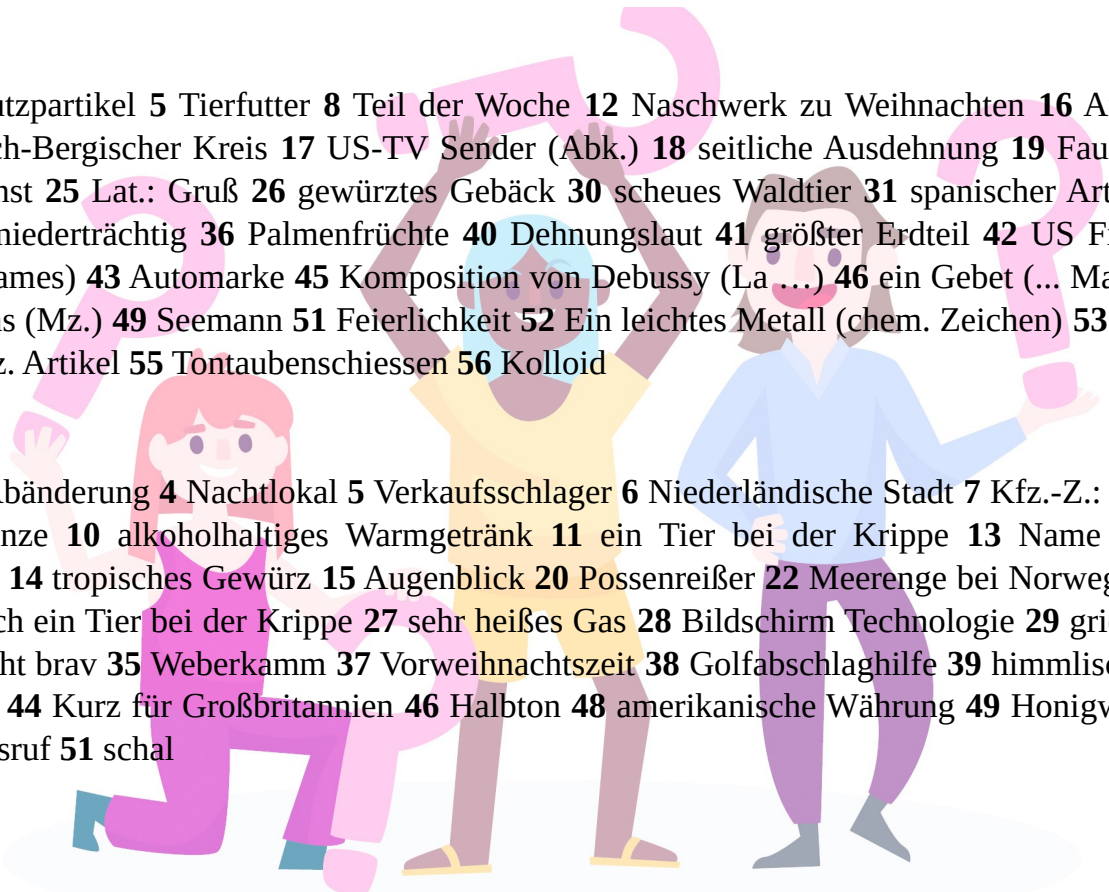 utzpartikel 5 Tierfutter 8 Teil der Woche 12 Naschwerk zu Weihnachten 16 A
ch-Bergischer Kreis 17 US-TV Sender (Abk.) 18 seitliche Ausdehnung 19 Fau
nst 25 Lat.: Gruß 26 gewürztes Gebäck 30 scheues Waldtier 31 spanischer Art
niederträchtig 36 Palmenfrüchte 40 Dehnungslaut 41 größter Erdteil 42 US F
ames) 43 Automarke 45 Komposition von Debussy (La …) 46 ein Gebet (... Ma
s (Mz.) 49 Seemann 51 Feierlichkeit 52 Ein leichtes Metall (chem. Zeichen) 53
z. Artikel 55 Tontaubenschiessen 56 Kolloid
bänderung 4 Nachtlokal 5 Verkaufsschlager 6 Niederländische Stadt 7 Kfz.-Z.:
nze 10 alkoholhaltiges Warmgetränk 11 ein Tier bei der Krippe 13 Name
14 tropisches Gewürz 15 Augenblick 20 Possenreißer 22 Meerenge bei Norweg
ch ein Tier bei der Krippe 27 sehr heißes Gas 28 Bildschirm Technologie 29 gri
ht brav 35 Weberkamm 37 Vorweihnachtszeit 38 Golfabschlaghilfe 39 himmlisc
44 Kurz für Großbritannien 46 Halbton 48 amerikanische Währung 49 Honigw
sruf 51 schal